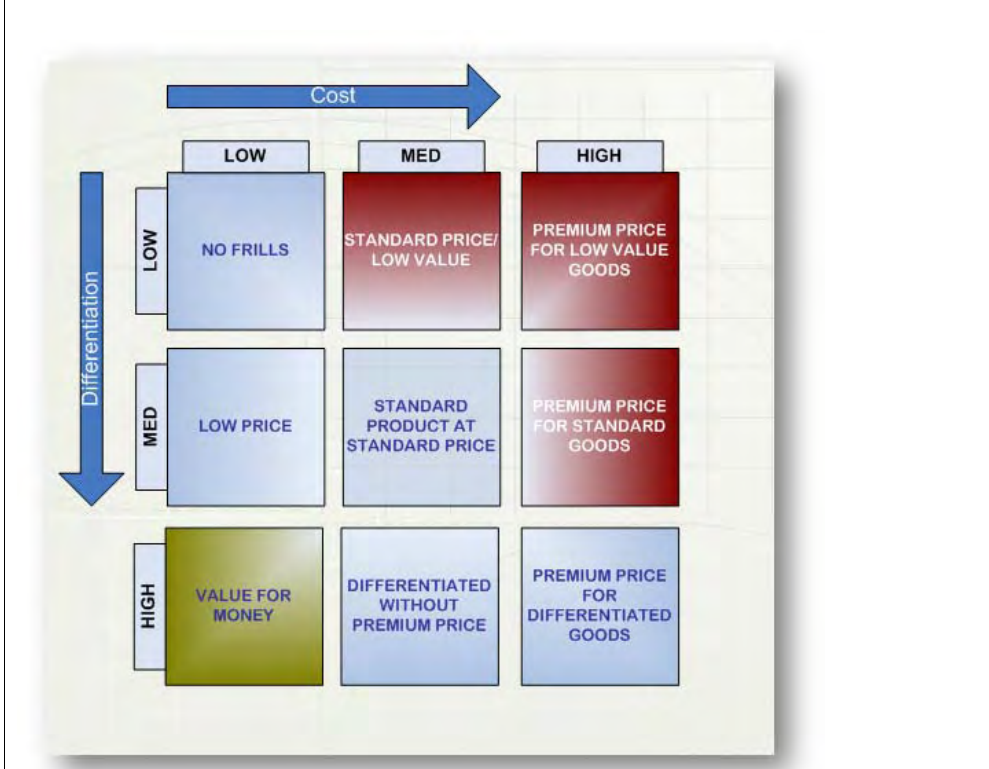 Cost
LOW
MED
HIGH
Differentiation
LOW
NO FRILLS
STANDARD PRICE/
LOW VALUE
PREMIUM PRICE
FOR LOW VALUE
GOODS
MED
LOW PRICE
STANDARD
PRODUCT AT
STANDARD PRICE
PREMIUM PRICE
FOR STANDARD
GOODS
HIGH
VALUE FOR
MONEY
DIFFERENTIATED
WITHOUT
PREMIUM PRICE
PREMIUM PRICE
FOR
DIFFERENTIATED
GOODS